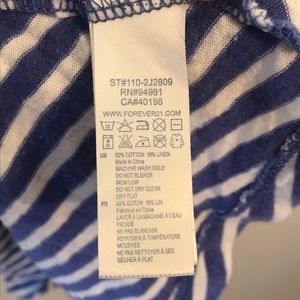 ST#110-2J2809
RN#94981
CA#40198
WWW.FOREVER21.COM
US 82% COTTON 18% LINEN
Made in China
MACHINE WASH COLD
DO NOT BLEACH
IRON LOW
DO NOT DRY CLEAN
DRY FLAT
FR 82% COTON 18% LIN
Fabriqué en Chine
LAVER À LA MACHINE À L'EAU
FROIDE
NE PAS BLANCHIR
REPASSER À TEMPÉRATURE
MODÉRÉE
NE PAS NETTOYER À SEC
SÉCHER À PLAT